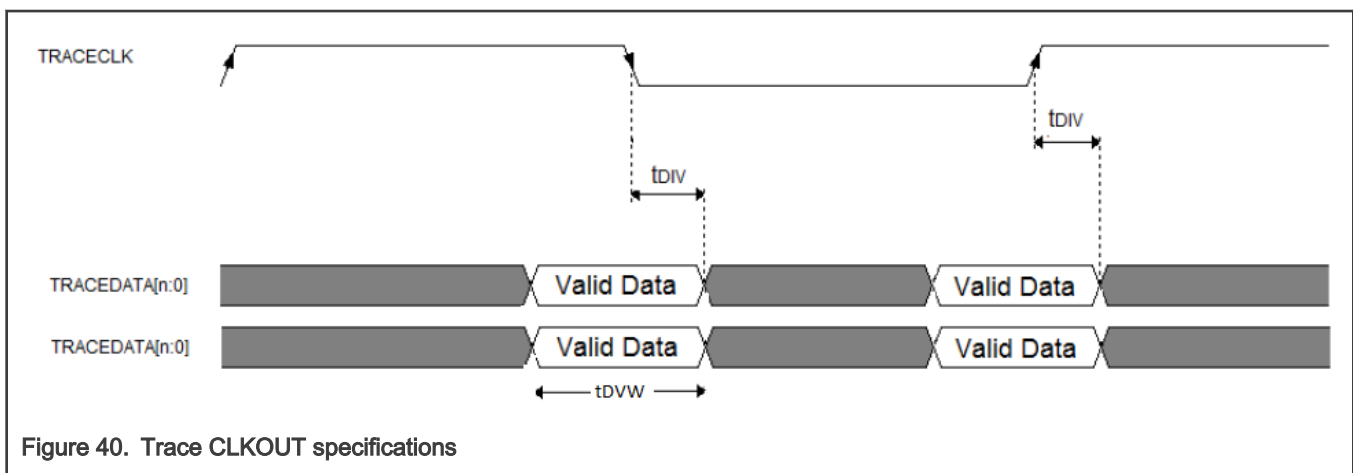 TRACECLK
tDIV
tDIV
TRACEDATA[n:0] Valid Data Valid Data
TRACEDATA[n:0] Valid Data Valid Data
tDVW
Figure 40. Trace CLKOUT specifications